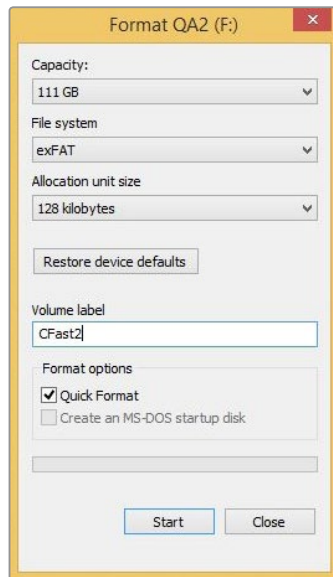 Format QA2 (F:)
Capacity:
111 GB
File system
exFAT
Allocation unit size
128 kilobytes
Restore device defaults
Volume label
CFast2
Format options
Quick Format
Create an MS-DOS startup disk
Start Close